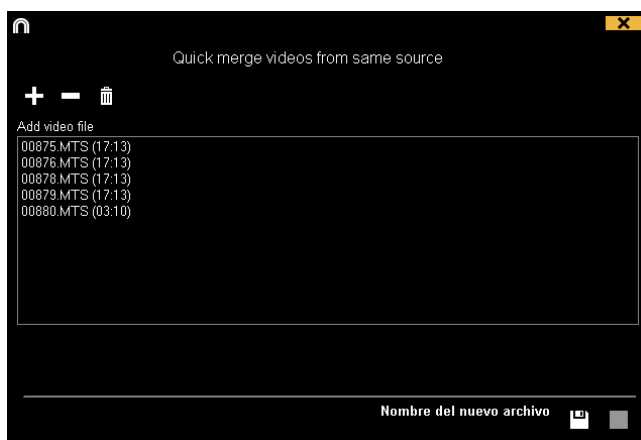 Quick merge videos from same source
Add video file
00875.MTS (17:13)
00876.MTS (17:13)
00878.MTS (17:13)
00879.MTS (17:13)
00880.MTS (03:10)
Nombre del nuevo archivo